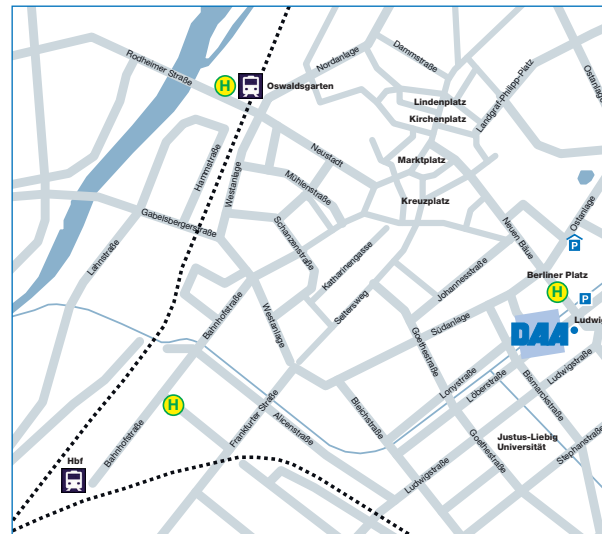 Rodheimer Straße
H
Oswaldsgarten
Nordanlage
Dammstraße
Landgraf-Philipp-Platz
Ostanlage
Lindenplatz
Kirchenplatz
Marktplatz
Kreuzplatz
Neustadt
Mühlenstraße
Hammstraße
Westanlage
Gabelsbergerstraße
Lahnstraße
Schanzenstraße
Katharinengasse
Seltersweg
Johannesstraße
Neuen Bäue
Ostanlage
P
Berliner Platz
H
P
Bahnhofstraße
Westanlage
Südanlage
Goethestraße
DAA
Ludwig
Lonystraße
Löberstraße
Bismarckstraße
Ludwigstraße
H
Bahnhofstraße
Frankfurter Straße
Alicenstraße
Bleichstraße
Justus-Liebig
Universität
Goethestraße
Stephanstraße
Ludwigstraße
Hbf